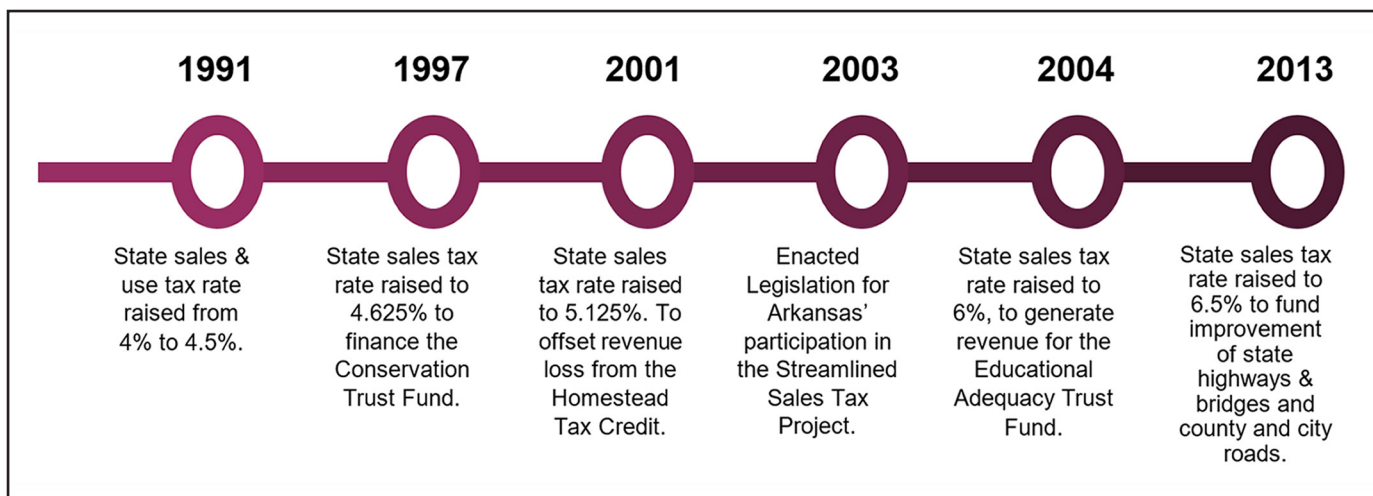 1991
State sales &
use tax rate
raised from
4% to 4.5%.
1997
State sales tax
rate raised to
4.625% to
finance the
Conservation
Trust Fund.
2001
State sales
tax rate raised
to 5.125%. To
offset revenue
loss from the
Homestead
Tax Credit.
2003
Enacted
Legislation for
Arkansas’
participation in
the Streamlined
Sales Tax
Project.
2004
State sales tax
rate raised to
6%, to generate
revenue for the
Educational
Adequacy Trust
Fund.
2013
State sales tax
rate raised to
6.5% to fund
improvement
of state
highways &
bridges and
county and city
roads.